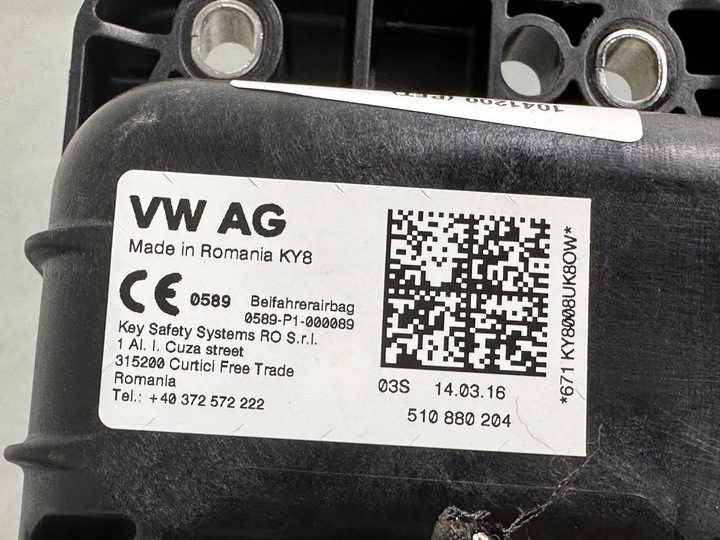 1041200 (PET)
VW AG
Made in Romania KY8
CE 0589 Beifahrerairbag
0589-P1-000089
Key Safety Systems RO S.r.l.
1 Al. I. Cuza street
315200 Curtici Free Trade
Romania
Tel.: +40 372 572 222
03S 14.03.16
510 880 204
*671 KY8008UK8OW*